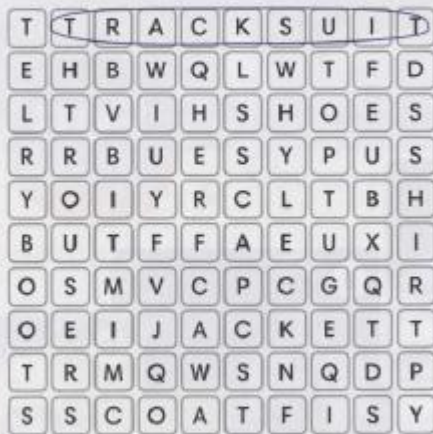 T T R A C K S U I T
E H B W Q L W T F D
L T V I H S H O E S
R R B U E S Y P U S
Y O I Y R C L T B H
B U T F F A E U X I
O S M V C P C G Q R
O E I J A C K E T T
T R M Q W S N Q D P
S S C O A T F I S Y